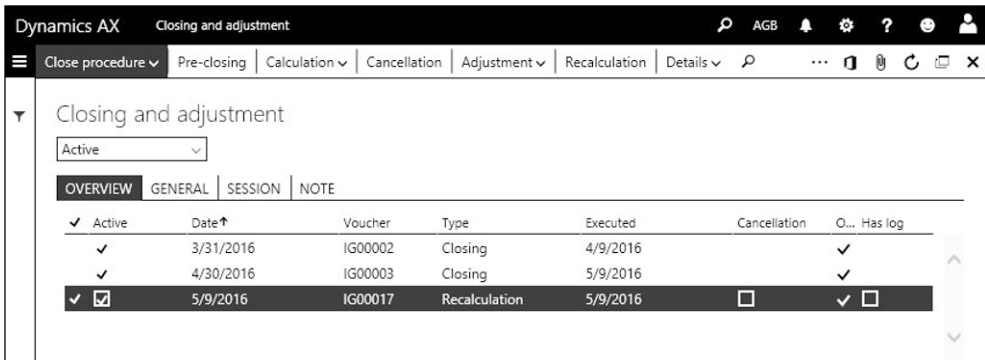 Dynamics AX Closing and adjustment AGB ?
Close procedure Pre-closing Calculation Cancellation Adjustment Recalculation Details ...
Closing and adjustment
Active
OVERVIEW GENERAL SESSION NOTE
Active Date Voucher Type Executed Cancellation O... Has log
3/31/2016 IG00002 Closing 4/9/2016
4/30/2016 IG00003 Closing 5/9/2016
5/9/2016 IG00017 Recalculation 5/9/2016